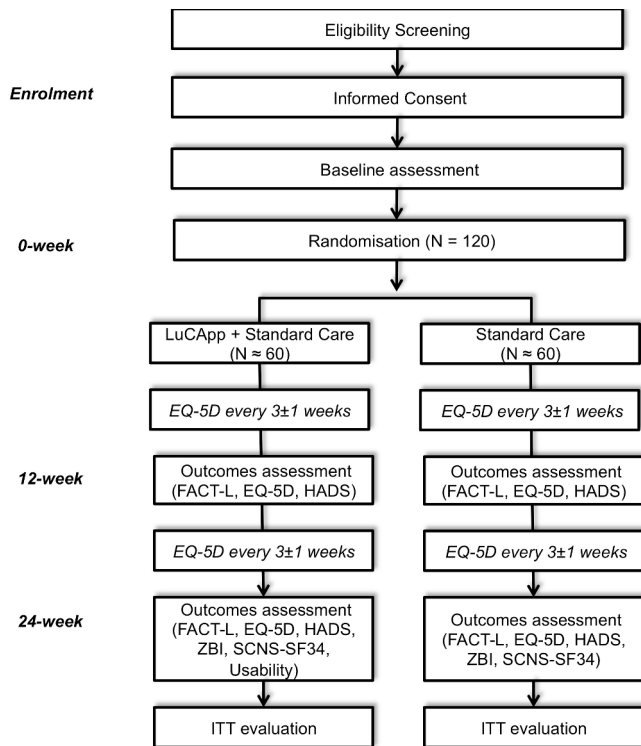 Eligibility Screening
Enrolment
Informed Consent
Baseline assessment
0-week
Randomisation (N = 120)
LuCApp + Standard Care
(N ≈ 60)
Standard Care
(N ≈ 60)
EQ-5D every 3±1 weeks
EQ-5D every 3±1 weeks
12-week
Outcomes assessment
(FACT-L, EQ-5D, HADS)
Outcomes assessment
(FACT-L, EQ-5D, HADS)
EQ-5D every 3±1 weeks
EQ-5D every 3±1 weeks
24-week
Outcomes assessment
(FACT-L, EQ-5D, HADS,
ZBI, SCNS-SF34,
Usability)
Outcomes assessment
(FACT-L, EQ-5D, HADS,
ZBI, SCNS-SF34)
ITT evaluation
ITT evaluation